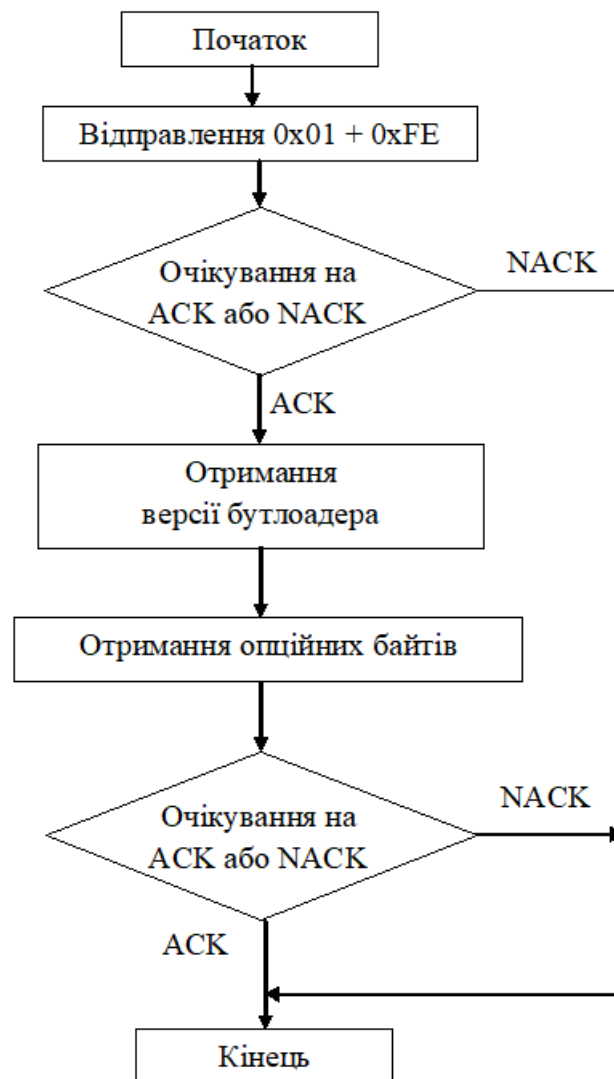 Початок
Відправлення 0x01 + 0xFE
Очікування на
ACK або NACK
NACK
ACK
Отримання
версії бутлоадера
Отримання опційних байтів
Очікування на
ACK або NACK
NACK
ACK
Кінець